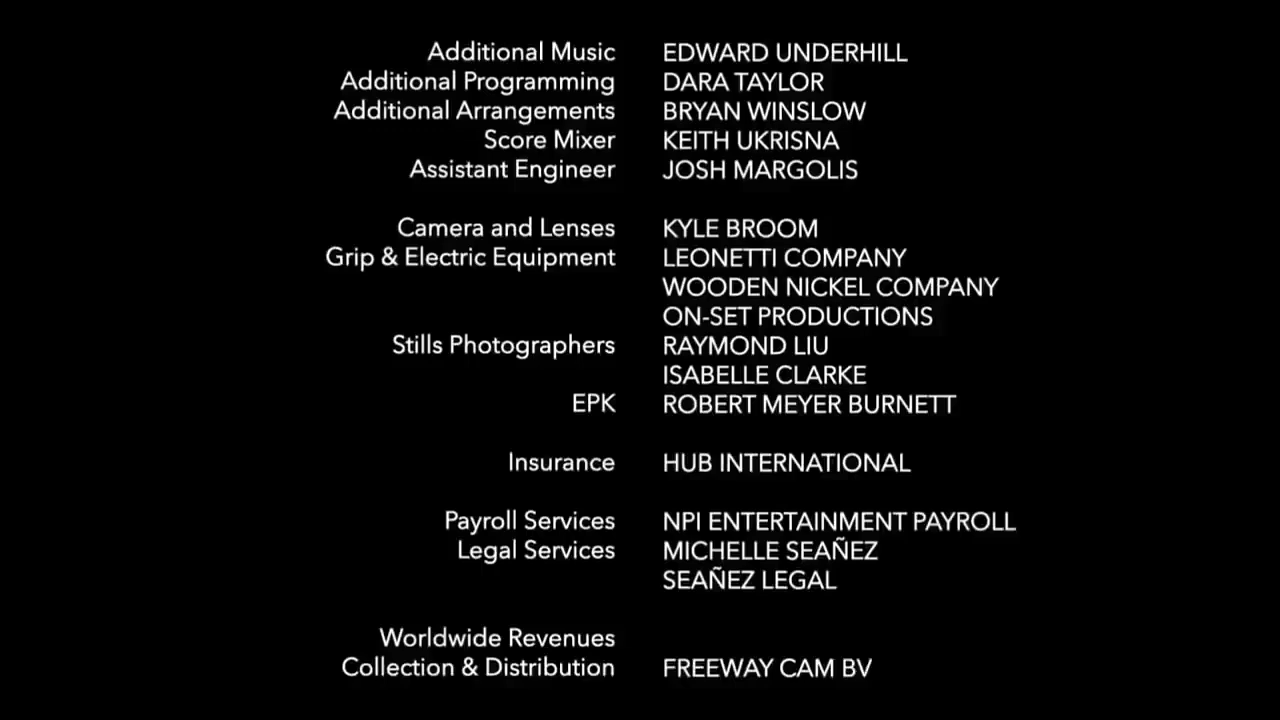 Additional Music EDWARD UNDERHILL
Additional Programming DARA TAYLOR
Additional Arrangements BRYAN WINSLOW
Score Mixer KEITH UKRISNA
Assistant Engineer JOSH MARGOLIS
Camera and Lenses KYLE BROOM
Grip & Electric Equipment LEONETTI COMPANY
WOODEN NICKEL COMPANY
ON-SET PRODUCTIONS
Stills Photographers RAYMOND LIU
ISABELLE CLARKE
EPK ROBERT MEYER BURNETT
Insurance HUB INTERNATIONAL
Payroll Services NPI ENTERTAINMENT PAYROLL
Legal Services MICHELLE SEAÑEZ
SEAÑEZ LEGAL
Worldwide Revenues
Collection & Distribution FREEWAY CAM BV